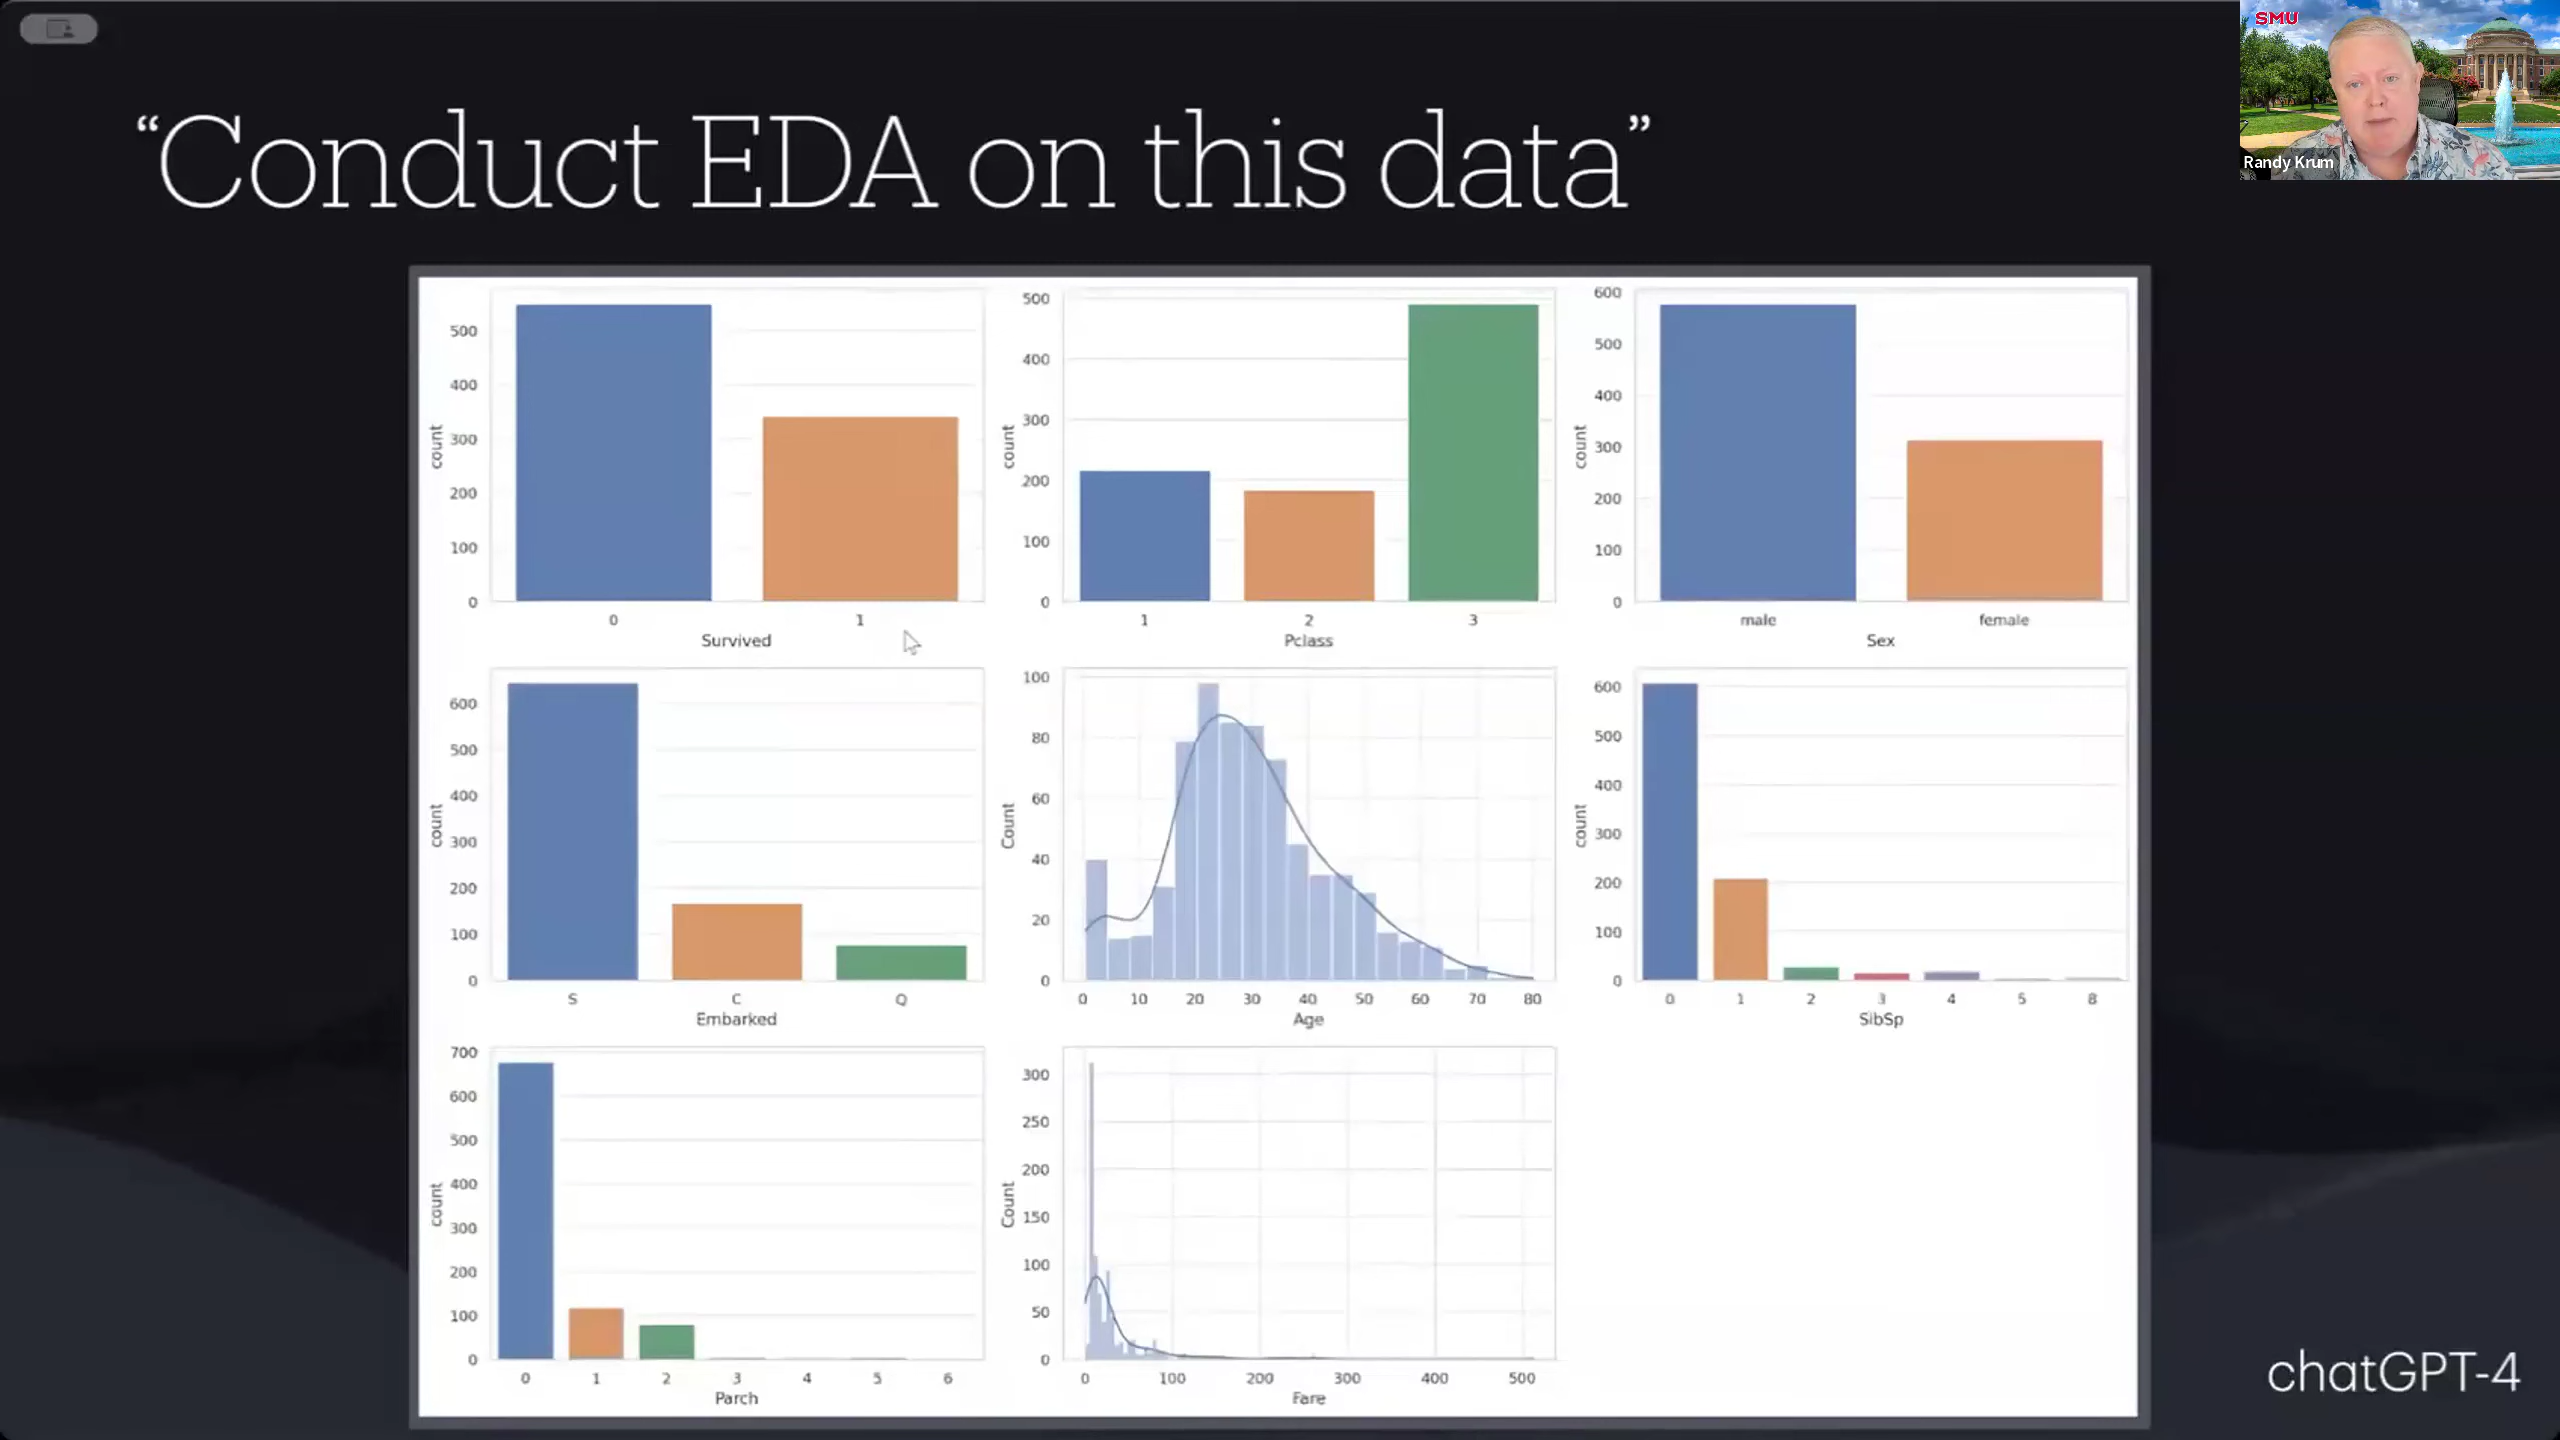 SMU
Randy Krum
“Conduct EDA on this data”
500
400
300
200
100
0
count
0 1
Survived
500
400
300
200
100
0
count
1 2 3
Pclass
600
500
400
300
200
100
0
count
male female
Sex
600
500
400
300
200
100
0
count
S C Q
Embarked
100
80
60
40
20
0
Count
0 10 20 30 40 50 60 70 80
Age
600
500
400
300
200
100
0
count
0 1 2 3 4 5 8
SibSp
700
600
500
400
300
200
100
0
count
0 1 2 3 4 5 6
Parch
300
250
200
150
100
50
0
Count
0 100 200 300 400 500
Fare
chatGPT-4